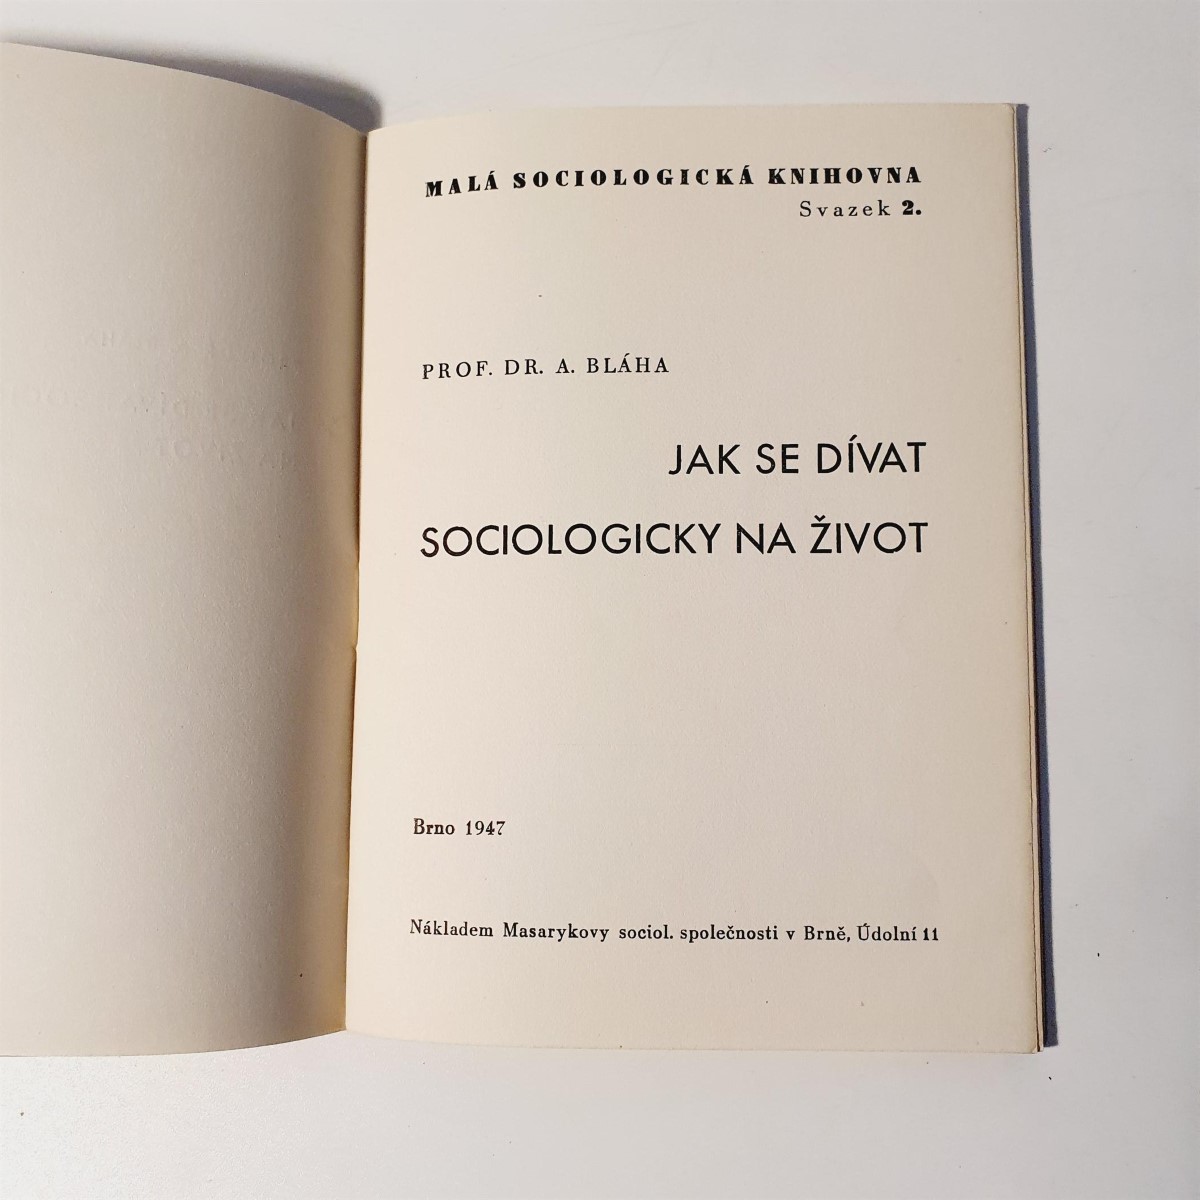 MALÁ SOCIOLOGICKÁ KNIHOVNA
Svazek 2.
PROF. DR. A. BLÁHA
JAK SE DÍVAT
SOCIOLOGICKY NA ŽIVOT
Brno 1947
Nákladem Masarykovy sociol. společnosti v Brně, Údolní 11